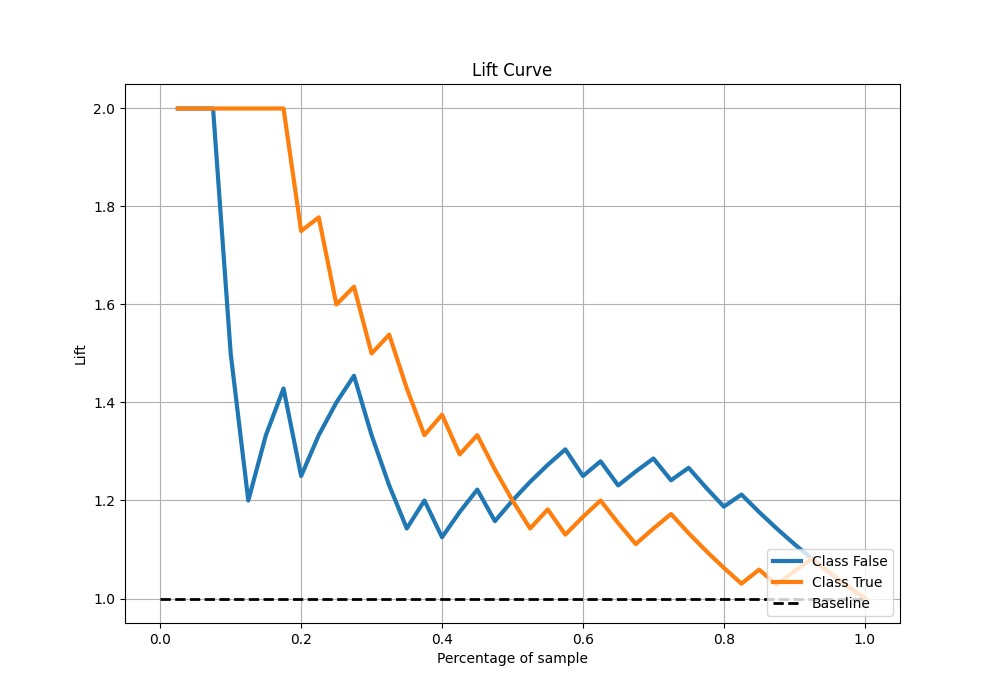 Lift Curve
2.0
1.8
1.6
1.4
1.2
1.0
Lift
0.0 0.2 0.4 0.6 0.8 1.0
Percentage of sample
Class False
Class True
Baseline